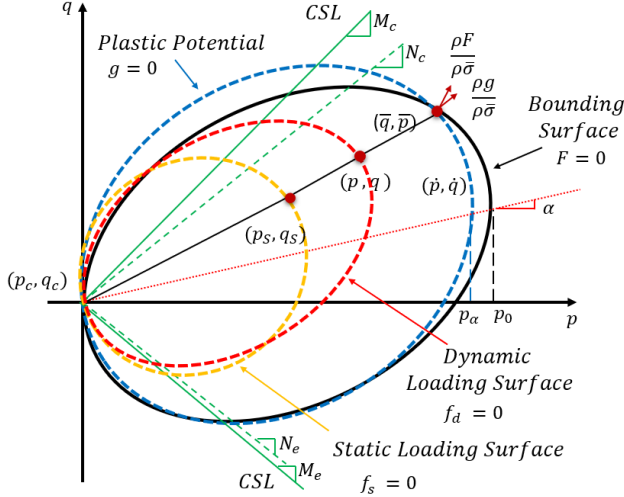 q
CSL
M_c
Plastic Potential
g = 0
N_c
ρF
ρσ̄
ρg
ρσ̄
Bounding
Surface
F = 0
(q̅, p̅)
(p, q)
(ṗ, q̇)
α
(p_S, q_S)
(p_c, q_c)
p_α
p_0
p
Dynamic
Loading Surface
f_d = 0
N_e
M_e
CSL
Static Loading Surface
f_s = 0